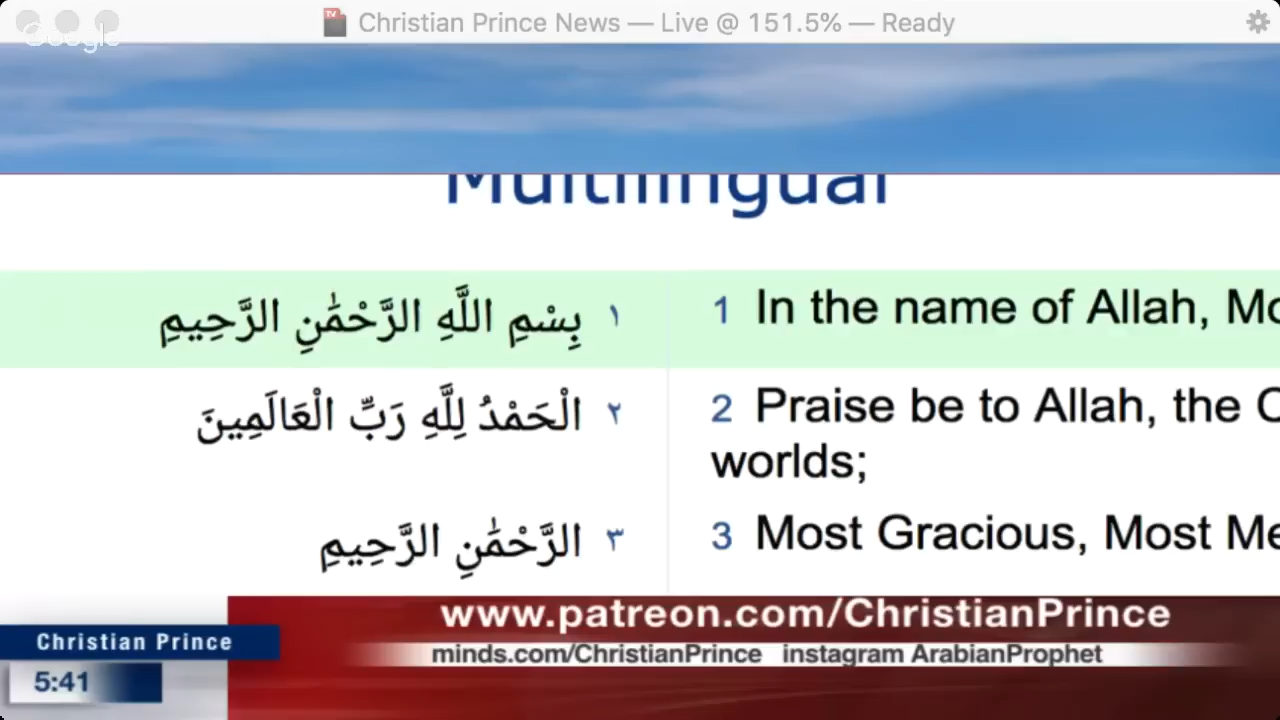 Christian Prince News — Live @ 151.5% — Ready
Google
Multilingual
بِسْمِ اللَّهِ الرَّحْمَٰنِ الرَّحِيمِ ١
1 In the name of Allah,
الْحَمْدُ لِلَّهِ رَبِّ الْعَالَمِينَ ٢
2 Praise be to Allah, the
worlds;
الرَّحْمَٰنِ الرَّحِيمِ ٣
3 Most Gracious, Most
www.patreon.com/ChristianPrince
minds.com/ChristianPrince instagram ArabianProphet
Christian Prince
5:41